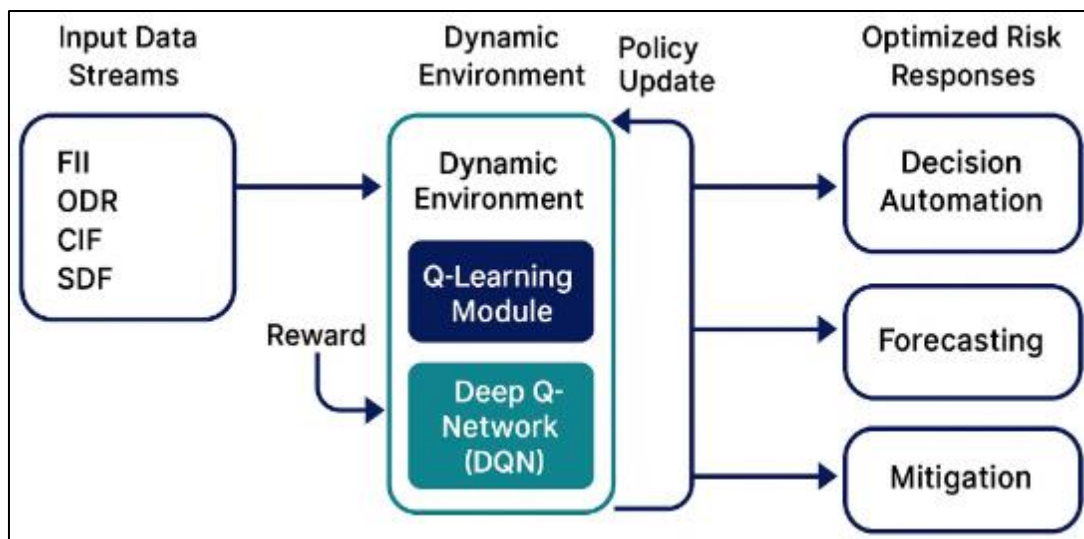 Input Data
Streams
FII
ODR
CIF
SDF
Reward
Dynamic
Environment
Dynamic
Environment
Q-Learning
Module
Deep Q-
Network
(DQN)
Policy
Update
Optimized Risk
Responses
Decision
Automation
Forecasting
Mitigation